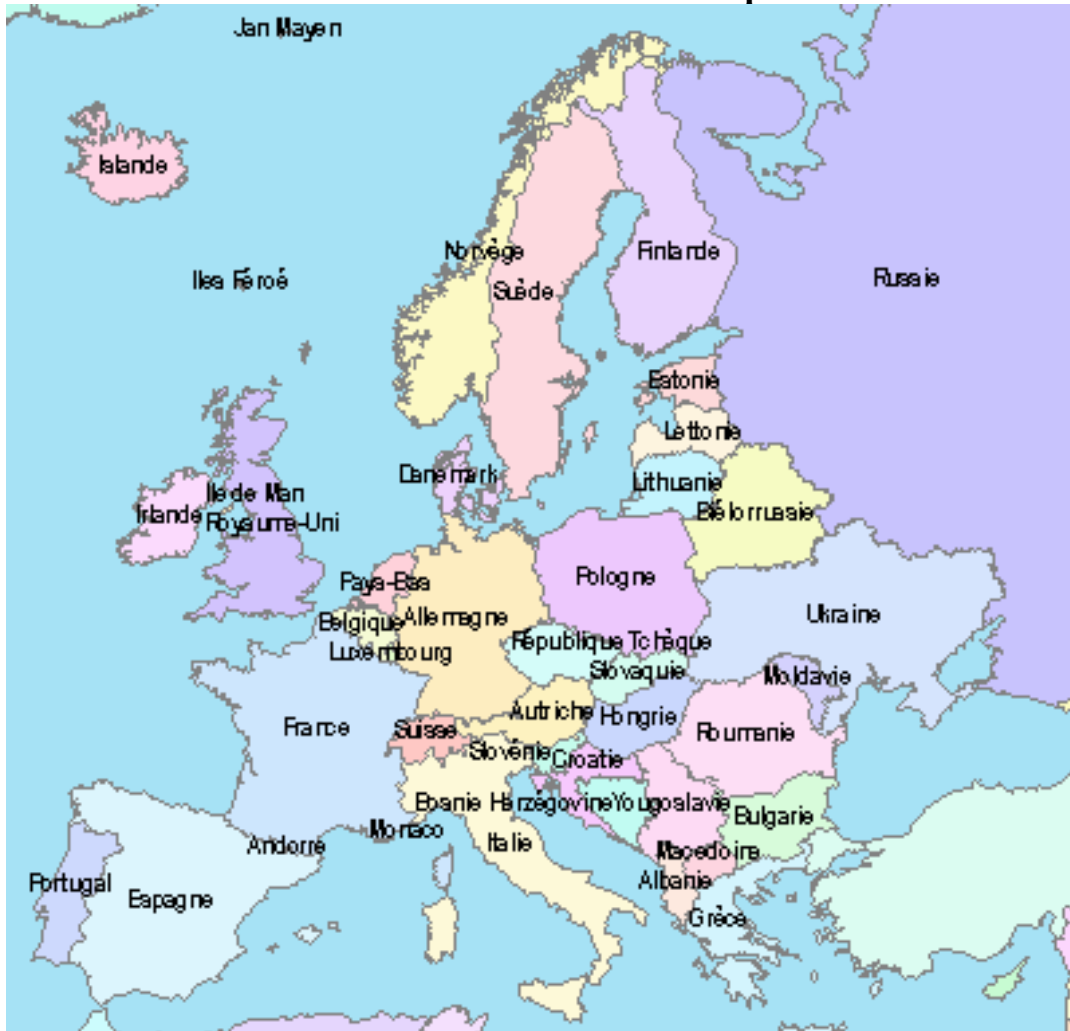 Jan Mayen
Islande
Norvège
Finlande
Iles Féroé
Suède
Russie
Estonie
Lettonie
Danemark
Lithuanie
Ile de Man
Irlande
Royaume-Uni
Biélorrussie
Pays-Bas
Pologne
Belgique
Allemagne
Ukraine
République Tchèque
Luxembourg
Slovaquie
Moldavie
France
Suisse
Autriche
Hongrie
Roumanie
Slovénie
Croatie
Bosnie Herzégovine
Yougoslavie
Bulgarie
Monaco
Italie
Andorre
Macedoire
Portugal
Albanie
Espagne
Grèce